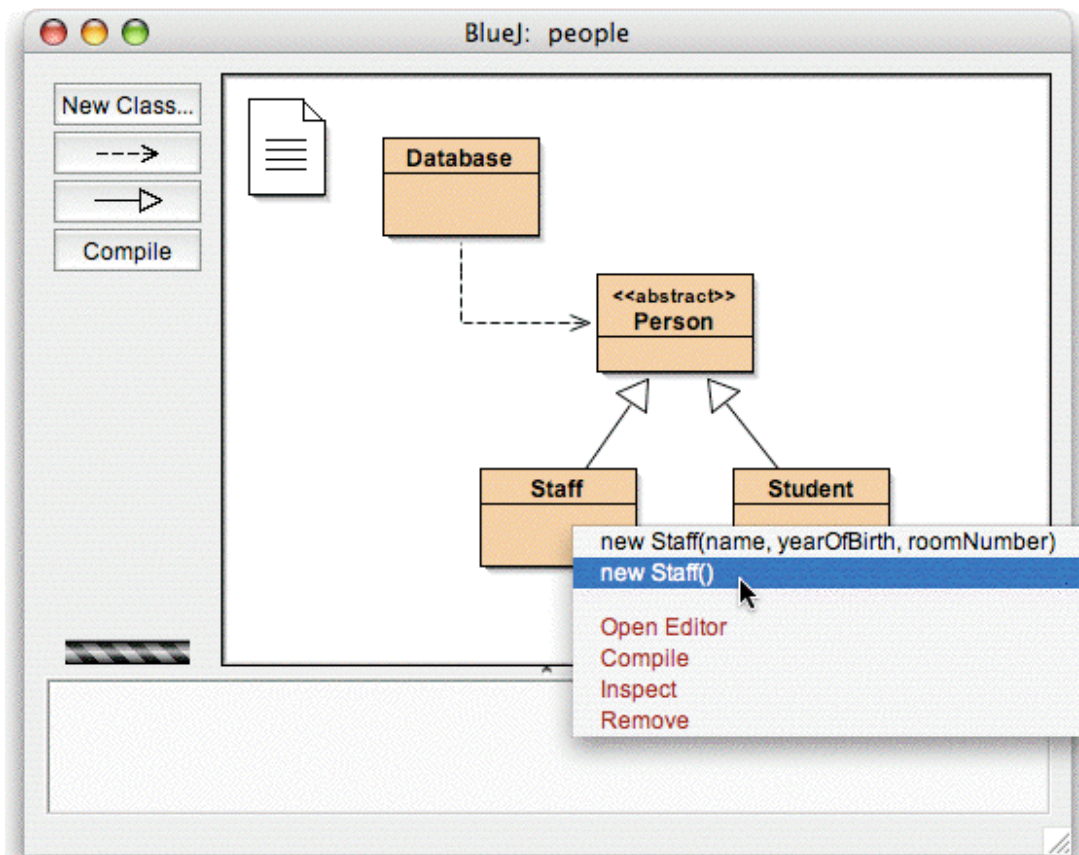 BlueJ: people
New Class...
Compile
Database
<<abstract>>
Person
Staff
Student
new Staff(name, yearOfBirth, roomNumber)
new Staff()
Open Editor
Compile
Inspect
Remove